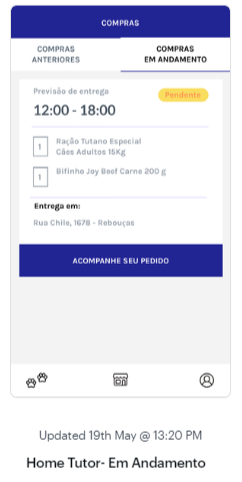 COMPRAS
COMPRAS
ANTERIORES
COMPRAS
EM ANDAMENTO
Previsão de entrega
Pendente
12:00 - 18:00
1
Ração Tutano Especial
Cães Adultos 15Kg
1
Bifinho Joy Beef Carne 200 g
Entrega em:
Rua Chile, 1678 - Rebouças
ACOMPANHE SEU PEDIDO
Updated 19th May @ 13:20 PM
Home Tutor- Em Andamento